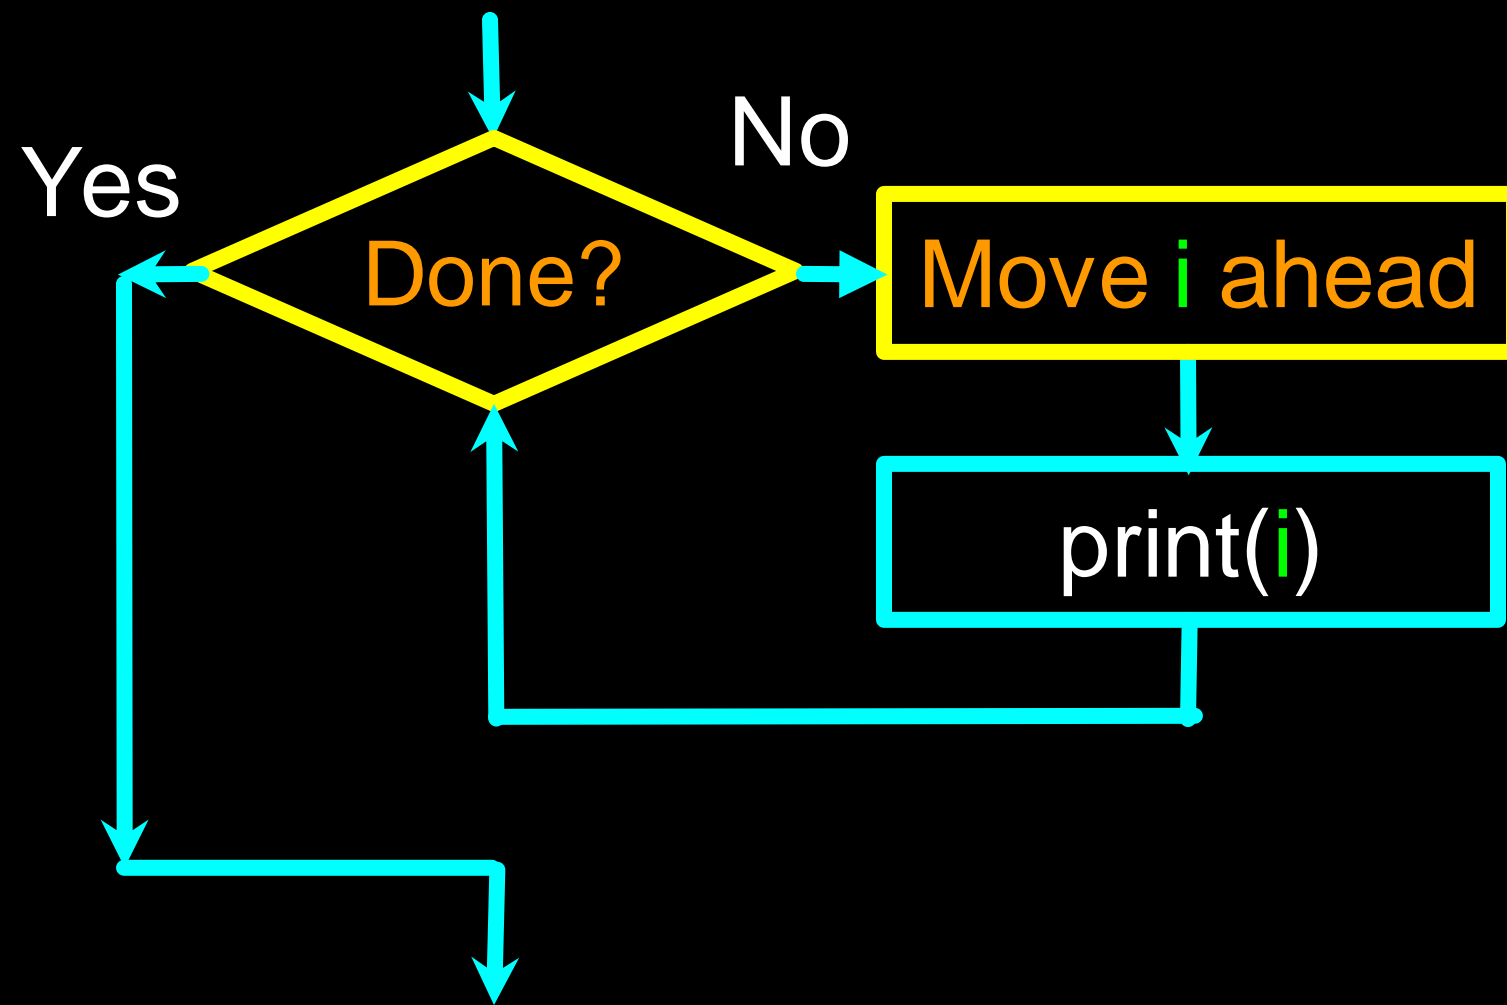 No
Yes
Done?
Move i ahead
print(i)